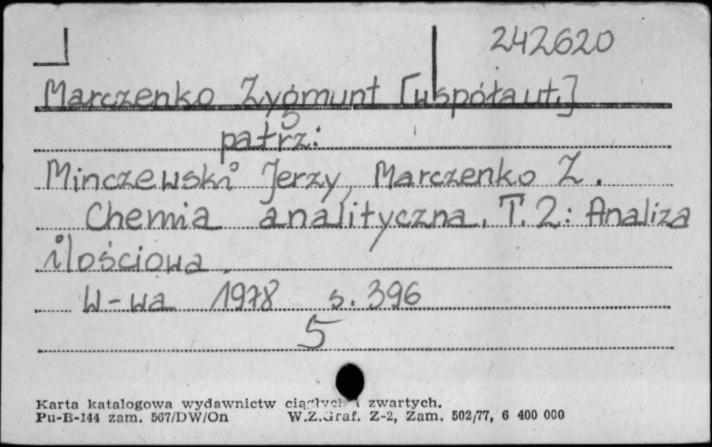 242620
Marczenko Zygmunt [współaut.]
patrz:
Minczewski Jerzy, Marczenko Z.
Chemia analityczna. T. 2: Analiza
ilościowa.
W-wa 1978 s. 396
5
Karta katalogowa wydawnictw ciągłych i zwartych.
Pu-B-144 zam. 567/DW/On W.Z.Graf. Z-2, Zam. 502/77, 6 400 000